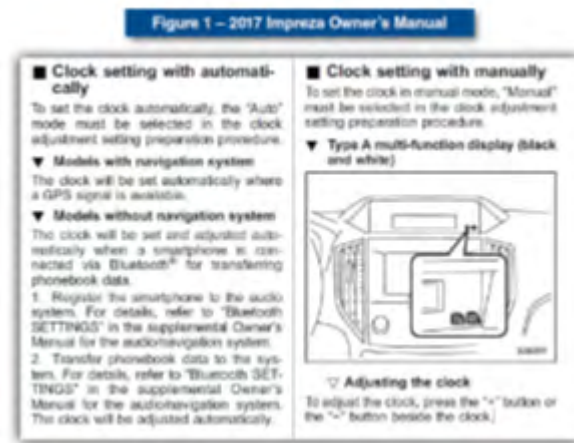 Figure 1 – 2017 Impreza Owner's Manual
■ Clock setting with automati-
cally
To set the clock automatically, the "Auto"
mode must be selected in the clock
adjustment setting preparation procedure.
▼ Models with navigation system
The clock will be set automatically where
a GPS signal is available.
▼ Models without navigation system
The clock will be set and adjusted auto-
matically when a smartphone is con-
nected via Bluetooth® for transferring
phonebook data.
1. Register the smartphone to the audio
system. For details, refer to "Bluetooth
SETTINGS" in the supplemental Owner's
Manual for the audio/navigation system.
2. Transfer phonebook data to the sys-
tem. For details, refer to "Bluetooth SET-
TINGS" in the supplemental Owner's
Manual for the audio/navigation system.
The clock will be adjusted automatically.
■ Clock setting with manually
To set the clock in manual mode, "Manual"
must be selected in the clock adjustment
setting preparation procedure.
▼ Type A multi-function display (black
and white)
▽ Adjusting the clock
To adjust the clock, press the "+" button or
the "-" button beside the clock.